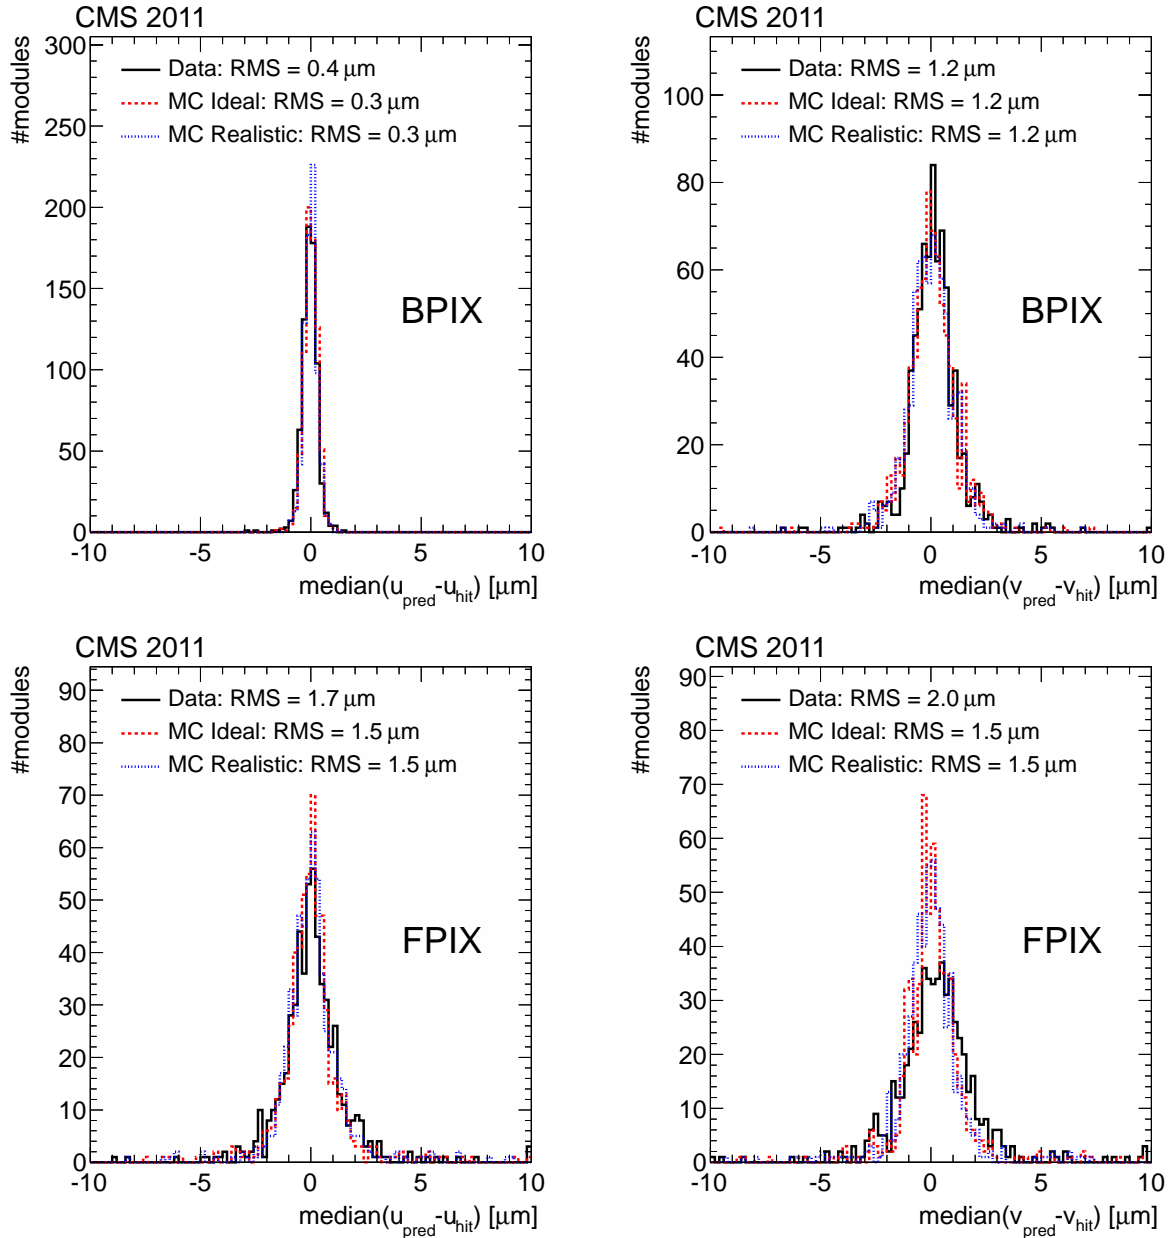 CMS 2011
#modules
300
250
200
150
100
50
0
Data: RMS = 0.4 μm
MC Ideal: RMS = 0.3 μm
MC Realistic: RMS = 0.3 μm
BPIX
-10 -5 0 5 10
median(u_pred-u_hit) [μm]
CMS 2011
#modules
100
80
60
40
20
0
Data: RMS = 1.2 μm
MC Ideal: RMS = 1.2 μm
MC Realistic: RMS = 1.2 μm
BPIX
-10 -5 0 5 10
median(v_pred-v_hit) [μm]
CMS 2011
#modules
90
80
70
60
50
40
30
20
10
0
Data: RMS = 1.7 μm
MC Ideal: RMS = 1.5 μm
MC Realistic: RMS = 1.5 μm
FPIX
-10 -5 0 5 10
median(u_pred-u_hit) [μm]
CMS 2011
#modules
90
80
70
60
50
40
30
20
10
0
Data: RMS = 2.0 μm
MC Ideal: RMS = 1.5 μm
MC Realistic: RMS = 1.5 μm
FPIX
-10 -5 0 5 10
median(v_pred-v_hit) [μm]